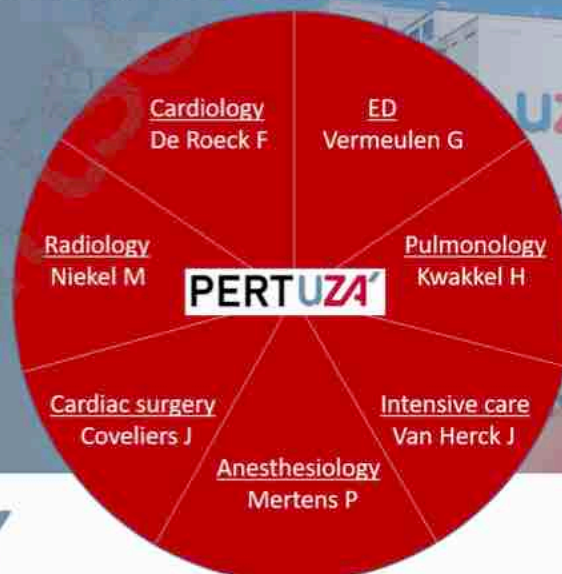 Cardiology
De Roeck F
ED
Vermeulen G
Radiology
Niekel M
Pulmonology
Kwakkel H
PERTUZA'
Cardiac surgery
Coveliers J
Intensive care
Van Herck J
Anesthesiology
Mertens P